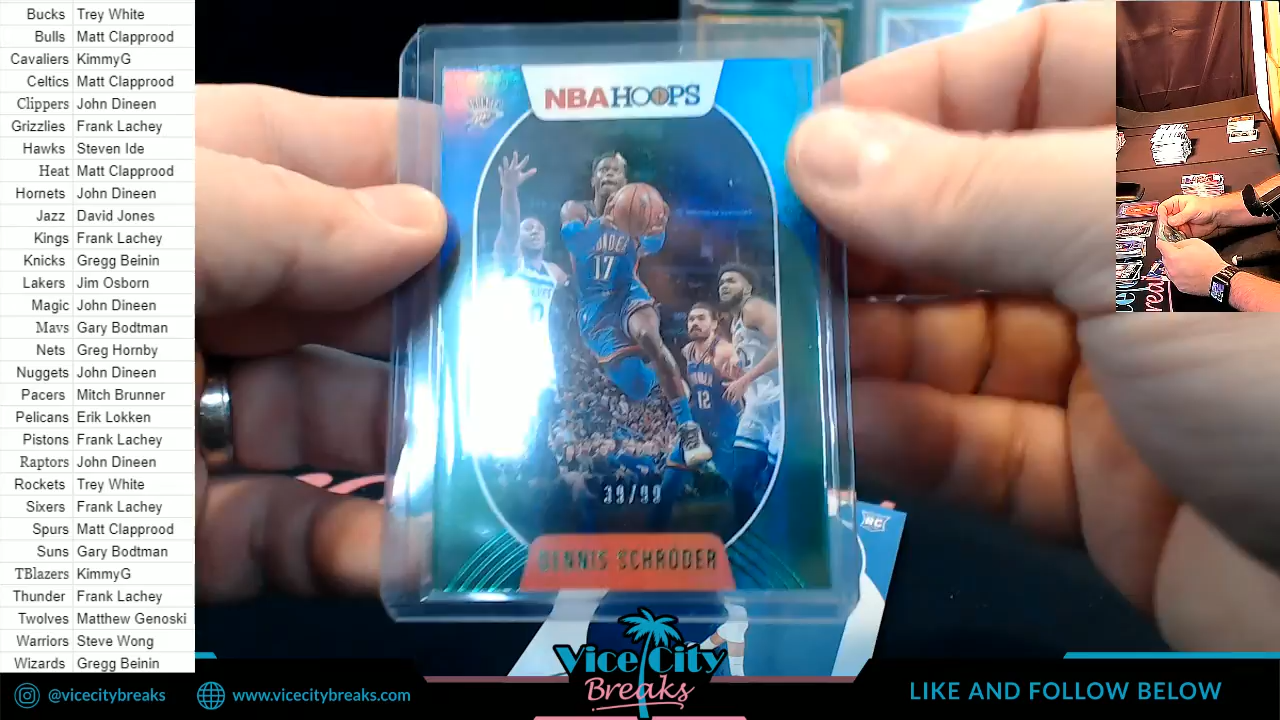 Bucks Trey White
Bulls Matt Clapprood
Cavaliers KimmyG
Celtics Matt Clapprood
Clippers John Dineen
Grizzlies Frank Lachey
Hawks Steven Ide
Heat Matt Clapprood
Hornets John Dineen
Jazz David Jones
Kings Frank Lachey
Knicks Gregg Beinin
Lakers Jim Osborn
Magic John Dineen
Mavs Gary Bodtman
Nets Greg Hornby
Nuggets John Dineen
Pacers Mitch Brunner
Pelicans Erik Lokken
Pistons Frank Lachey
Raptors John Dineen
Rockets Trey White
Sixers Frank Lachey
Spurs Matt Clapprood
Suns Gary Bodtman
TBlazers KimmyG
Thunder Frank Lachey
Twolves Matthew Genoski
Warriors Steve Wong
Wizards Gregg Beinin
NBA HOOPS
17
12
39/99
DENNIS SCHRÖDER
RC
Vice City
Breaks
@vicecitybreaks
www.vicecitybreaks.com
LIKE AND FOLLOW BELOW